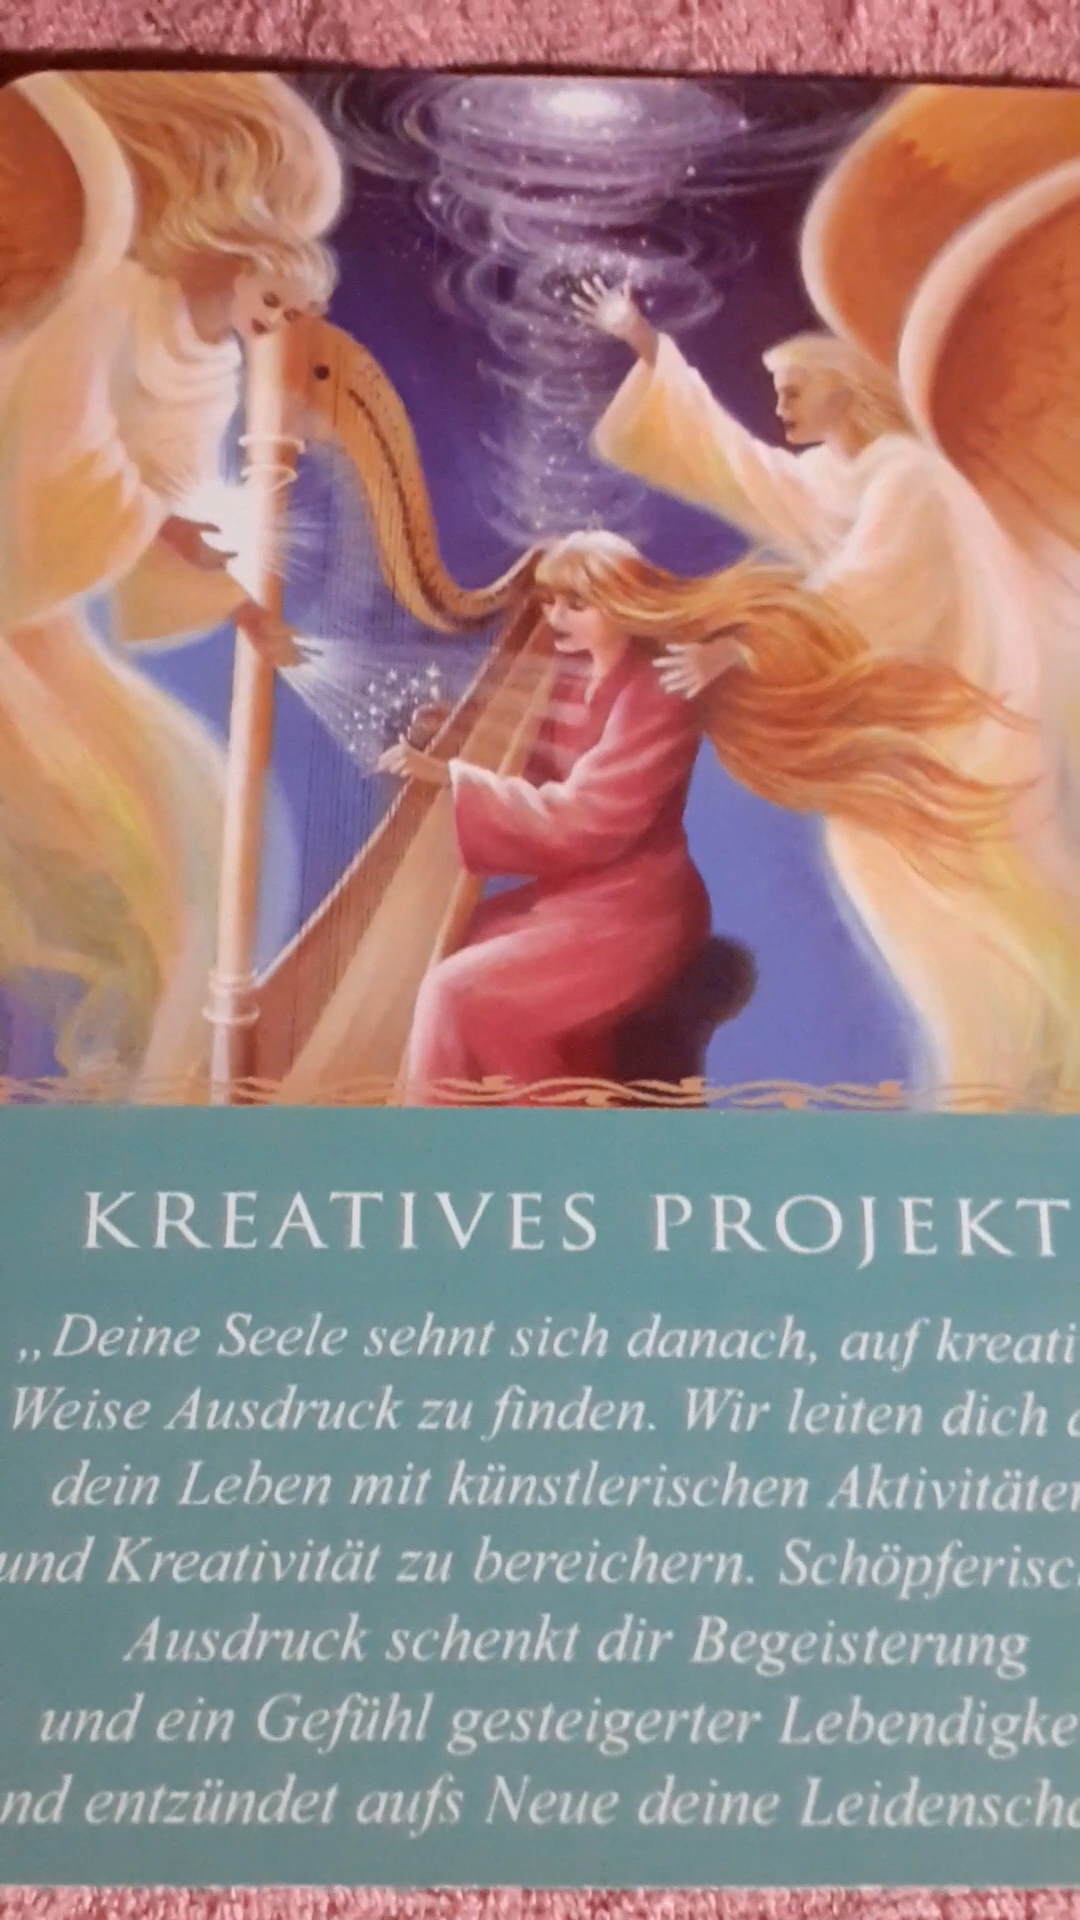 KREATIVES PROJEKT
„Deine Seele sehnt sich danach, auf
Weise Ausdruck zu finden. Wir leiten dich
dein Leben mit künstlerischen
und Kreativität zu bereichern.
Ausdruck schenkt dir Begeisterung
und ein Gefühl gesteigerter
entzündet aufs Neue deine